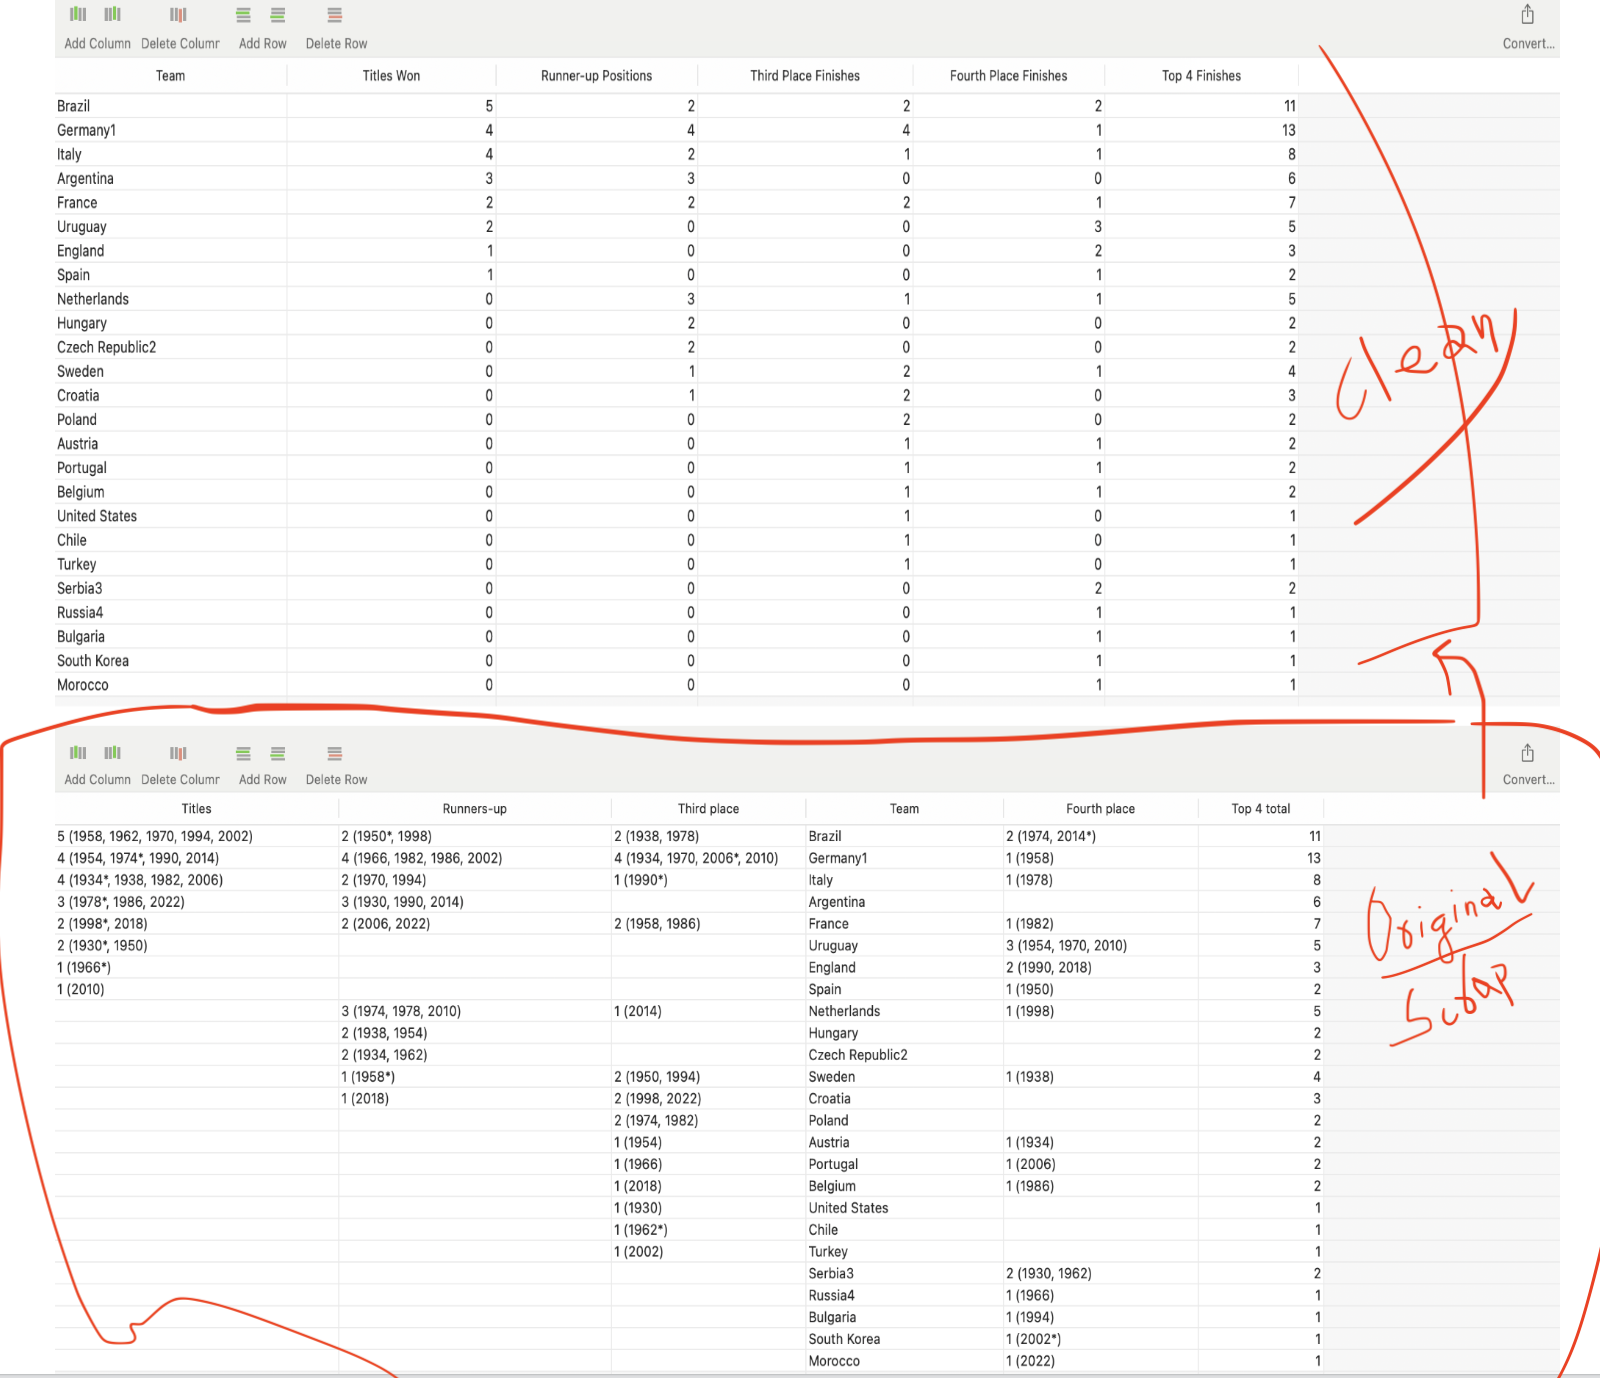 Add Column Delete Column Add Row Delete Row Convert...
Team Titles Won Runner-up Positions Third Place Finishes Fourth Place Finishes Top 4 Finishes
Brazil 5 2 2 2 11
Germany1 4 4 4 1 13
Italy 4 2 1 1 8
Argentina 3 3 0 0 6
France 2 2 2 1 7
Uruguay 2 0 0 3 5
England 1 0 0 2 3
Spain 1 0 0 1 2
Netherlands 0 3 1 1 5
Hungary 0 2 0 0 2
Czech Republic2 0 2 0 0 2
Sweden 0 1 2 1 4
Croatia 0 1 2 0 3
Poland 0 0 2 0 2
Austria 0 0 1 1 2
Portugal 0 0 1 1 2
Belgium 0 0 1 1 2
United States 0 0 1 0 1
Chile 0 0 1 0 1
Turkey 0 0 1 0 1
Serbia3 0 0 0 2 2
Russia4 0 0 0 1 1
Bulgaria 0 0 0 1 1
South Korea 0 0 0 1 1
Morocco 0 0 0 1 1
Clean
Add Column Delete Column Add Row Delete Row Convert...
Titles Runners-up Third place Team Fourth place Top 4 total
5 (1958, 1962, 1970, 1994, 2002) 2 (1950*, 1998) 2 (1938, 1978) Brazil 2 (1974, 2014*) 11
4 (1954, 1974*, 1990, 2014) 4 (1966, 1982, 1986, 2002) 4 (1934, 1970, 2006*, 2010) Germany1 1 (1958) 13
4 (1934*, 1938, 1982, 2006) 2 (1970, 1994) 1 (1990*) Italy 1 (1978) 8
3 (1978*, 1986, 2022) 3 (1930, 1990, 2014) Argentina 6
2 (1998*, 2018) 2 (2006, 2022) 2 (1958, 1986) France 1 (1982) 7
2 (1930*, 1950) Uruguay 3 (1954, 1970, 2010) 5
1 (1966*) England 2 (1990, 2018) 3
1 (2010) Spain 1 (1950) 2
3 (1974, 1978, 2010) 1 (2014) Netherlands 1 (1998) 5
2 (1938, 1954) Hungary 2
2 (1934, 1962) Czech Republic2 2
1 (1958*) 2 (1950, 1994) Sweden 1 (1938) 4
1 (2018) 2 (1998, 2022) Croatia 3
2 (1974, 1982) Poland 2
1 (1954) Austria 1 (1934) 2
1 (1966) Portugal 1 (2006) 2
1 (2018) Belgium 1 (1986) 2
1 (1930) United States 1
1 (1962*) Chile 1
1 (2002) Turkey 1
Serbia3 2 (1930, 1962) 2
Russia4 1 (1966) 1
Bulgaria 1 (1994) 1
South Korea 1 (2002*) 1
Morocco 1 (2022) 1
Original